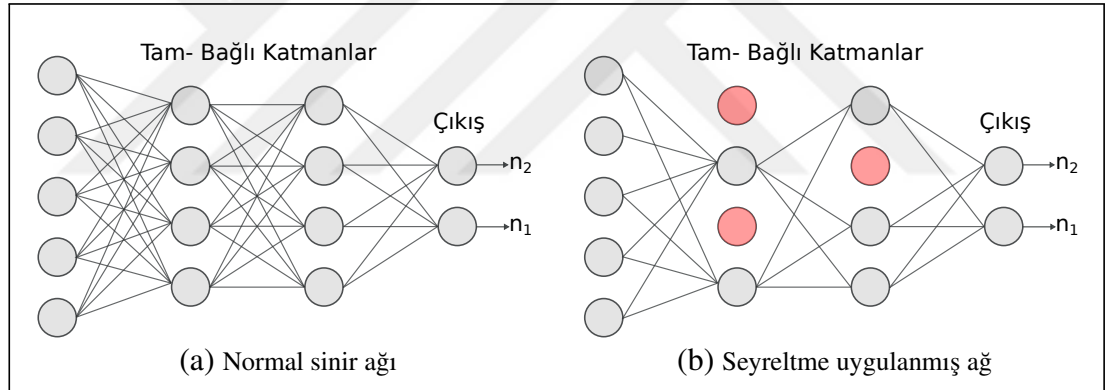 Tam- Bağlı Katmanlar
Çıkış
n2
n1
(a) Normal sinir ağı
Tam- Bağlı Katmanlar
Çıkış
n2
n1
(b) Seyreltme uygulanmış ağ